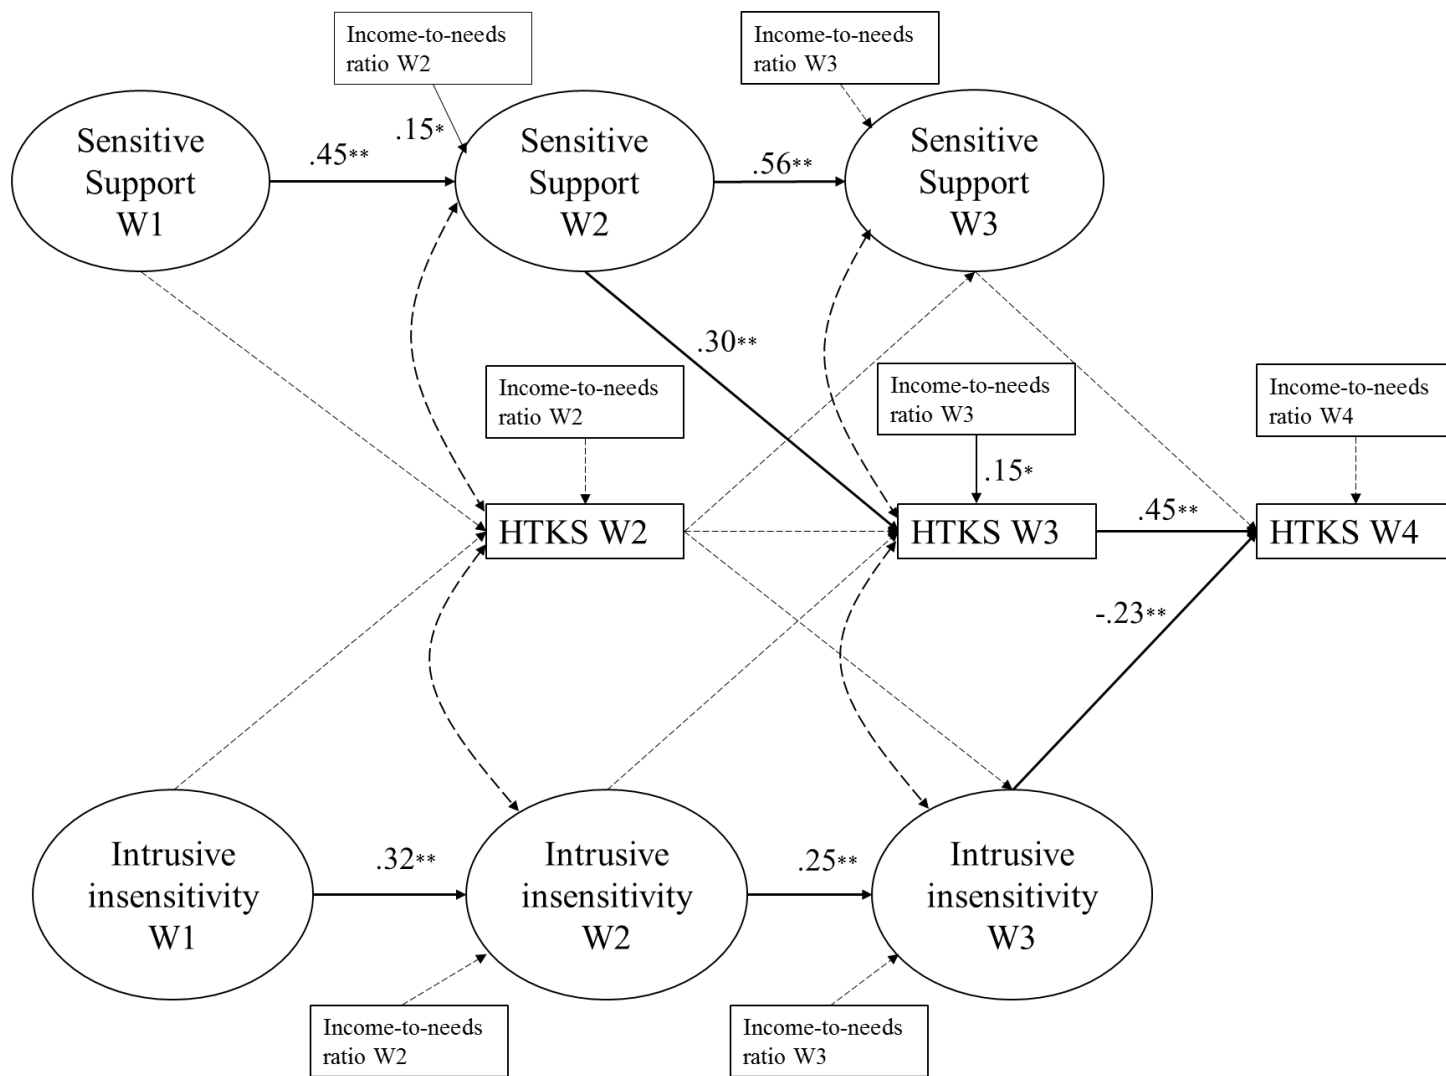 Income-to-needs
ratio W2
Income-to-needs
ratio W3
Sensitive
Support
W1
.45**
.15*
Sensitive
Support
W2
.56**
Sensitive
Support
W3
.30**
Income-to-needs
ratio W2
Income-to-needs
ratio W3
Income-to-needs
ratio W4
.15*
HTKS W2
HTKS W3
.45**
HTKS W4
-.23**
Intrusive
insensitivity
W1
.32**
Intrusive
insensitivity
W2
.25**
Intrusive
insensitivity
W3
Income-to-needs
ratio W2
Income-to-needs
ratio W3